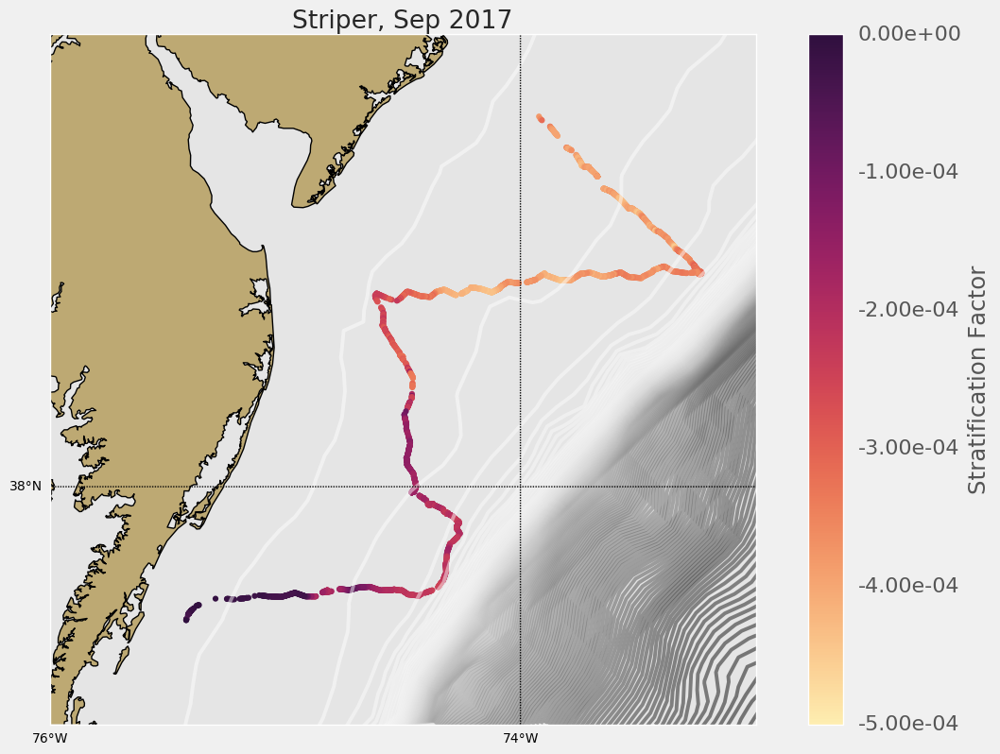 Striper, Sep 2017
0.00e+00
-1.00e-04
-2.00e-04
-3.00e-04
-4.00e-04
-5.00e-04
Stratification Factor
38°N
76°W
74°W